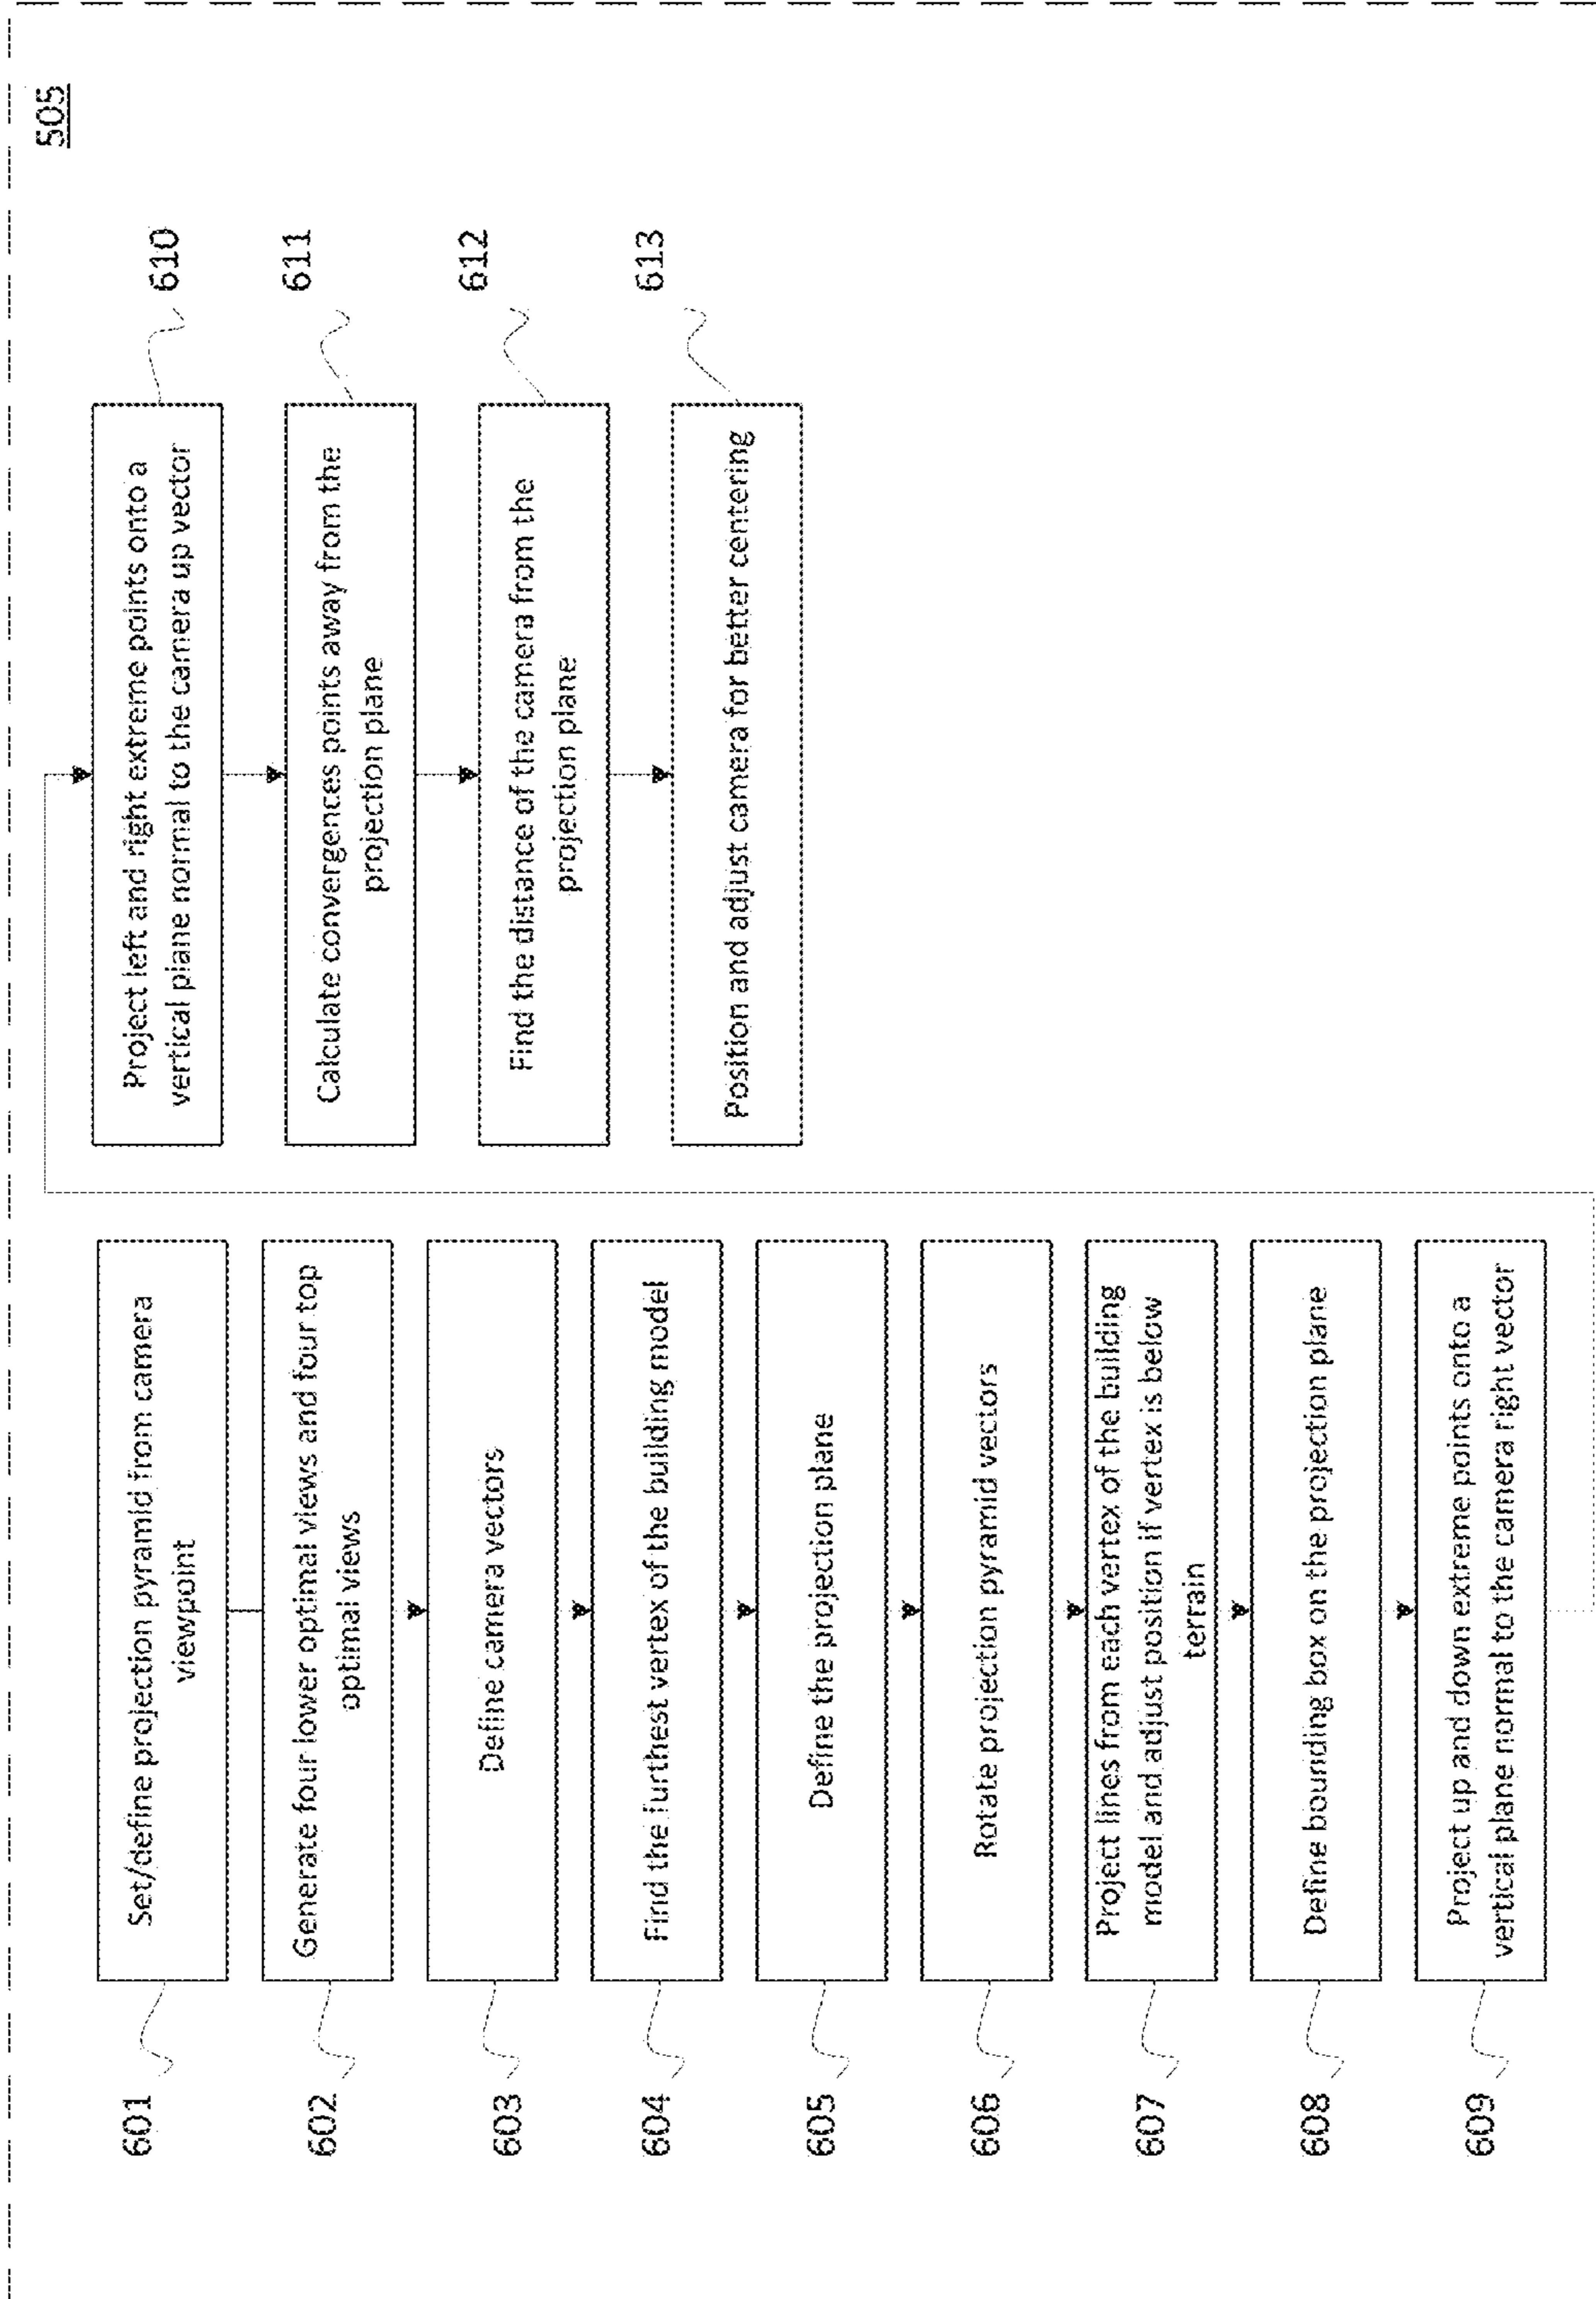 505
601
Set/define projection pyramid from camera
viewpoint
602
Generate four lower optimal views and four top
optimal views
603
Define camera vectors
604
Find the furthest vertex of the building model
605
Define the projection plane
606
Rotate projection pyramid vectors
607
Project lines from each vertex of the building
model and adjust position if vertex is below
terrain
608
Define bounding box on the projection plane
609
Project up and down extreme points onto a
vertical plane normal to the camera right vector
610
Project left and right extreme points onto a
vertical plane normal to the camera up vector
611
Calculate convergences points away from the
projection plane
612
Find the distance of the camera from the
projection plane
613
Position and adjust camera for better centering